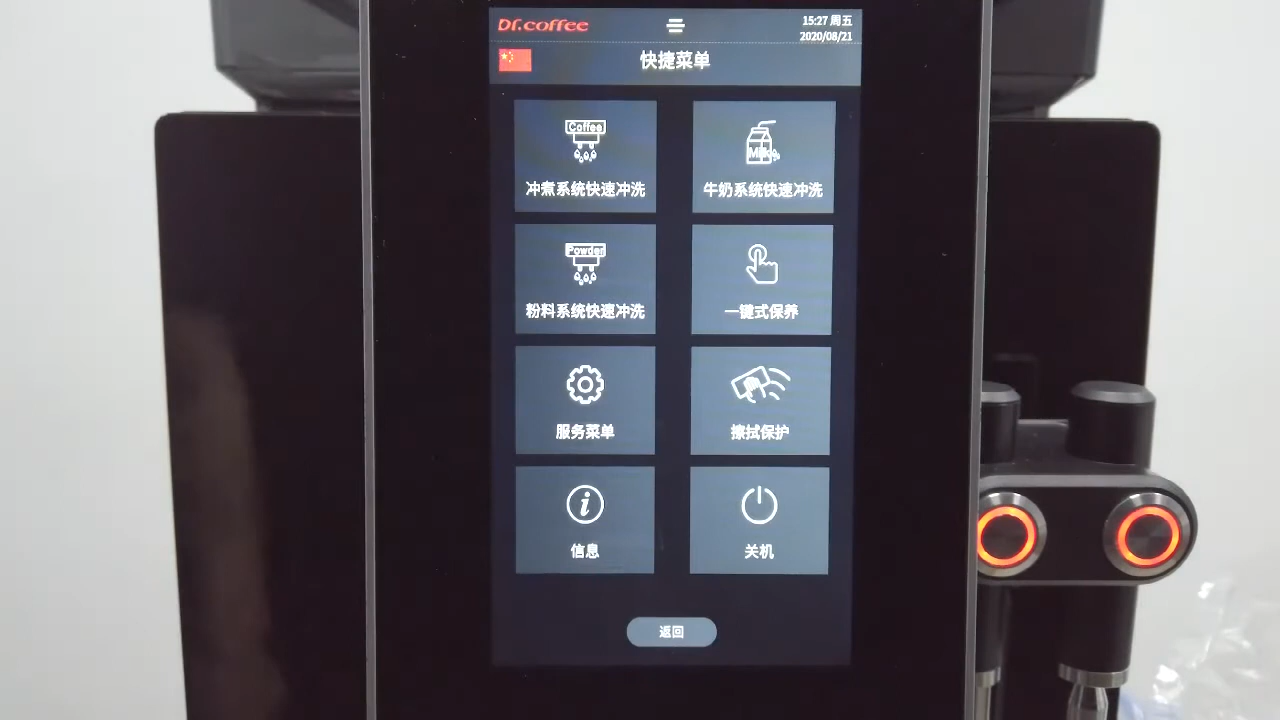 Dr.coffee
15:27 周五
2020/08/21
快捷菜单
Coffee
Milk
冲煮系统快速冲洗
牛奶系统快速冲洗
Powder
粉料系统快速冲洗
一键式保养
服务菜单
擦拭保护
i
信息
关机
返回